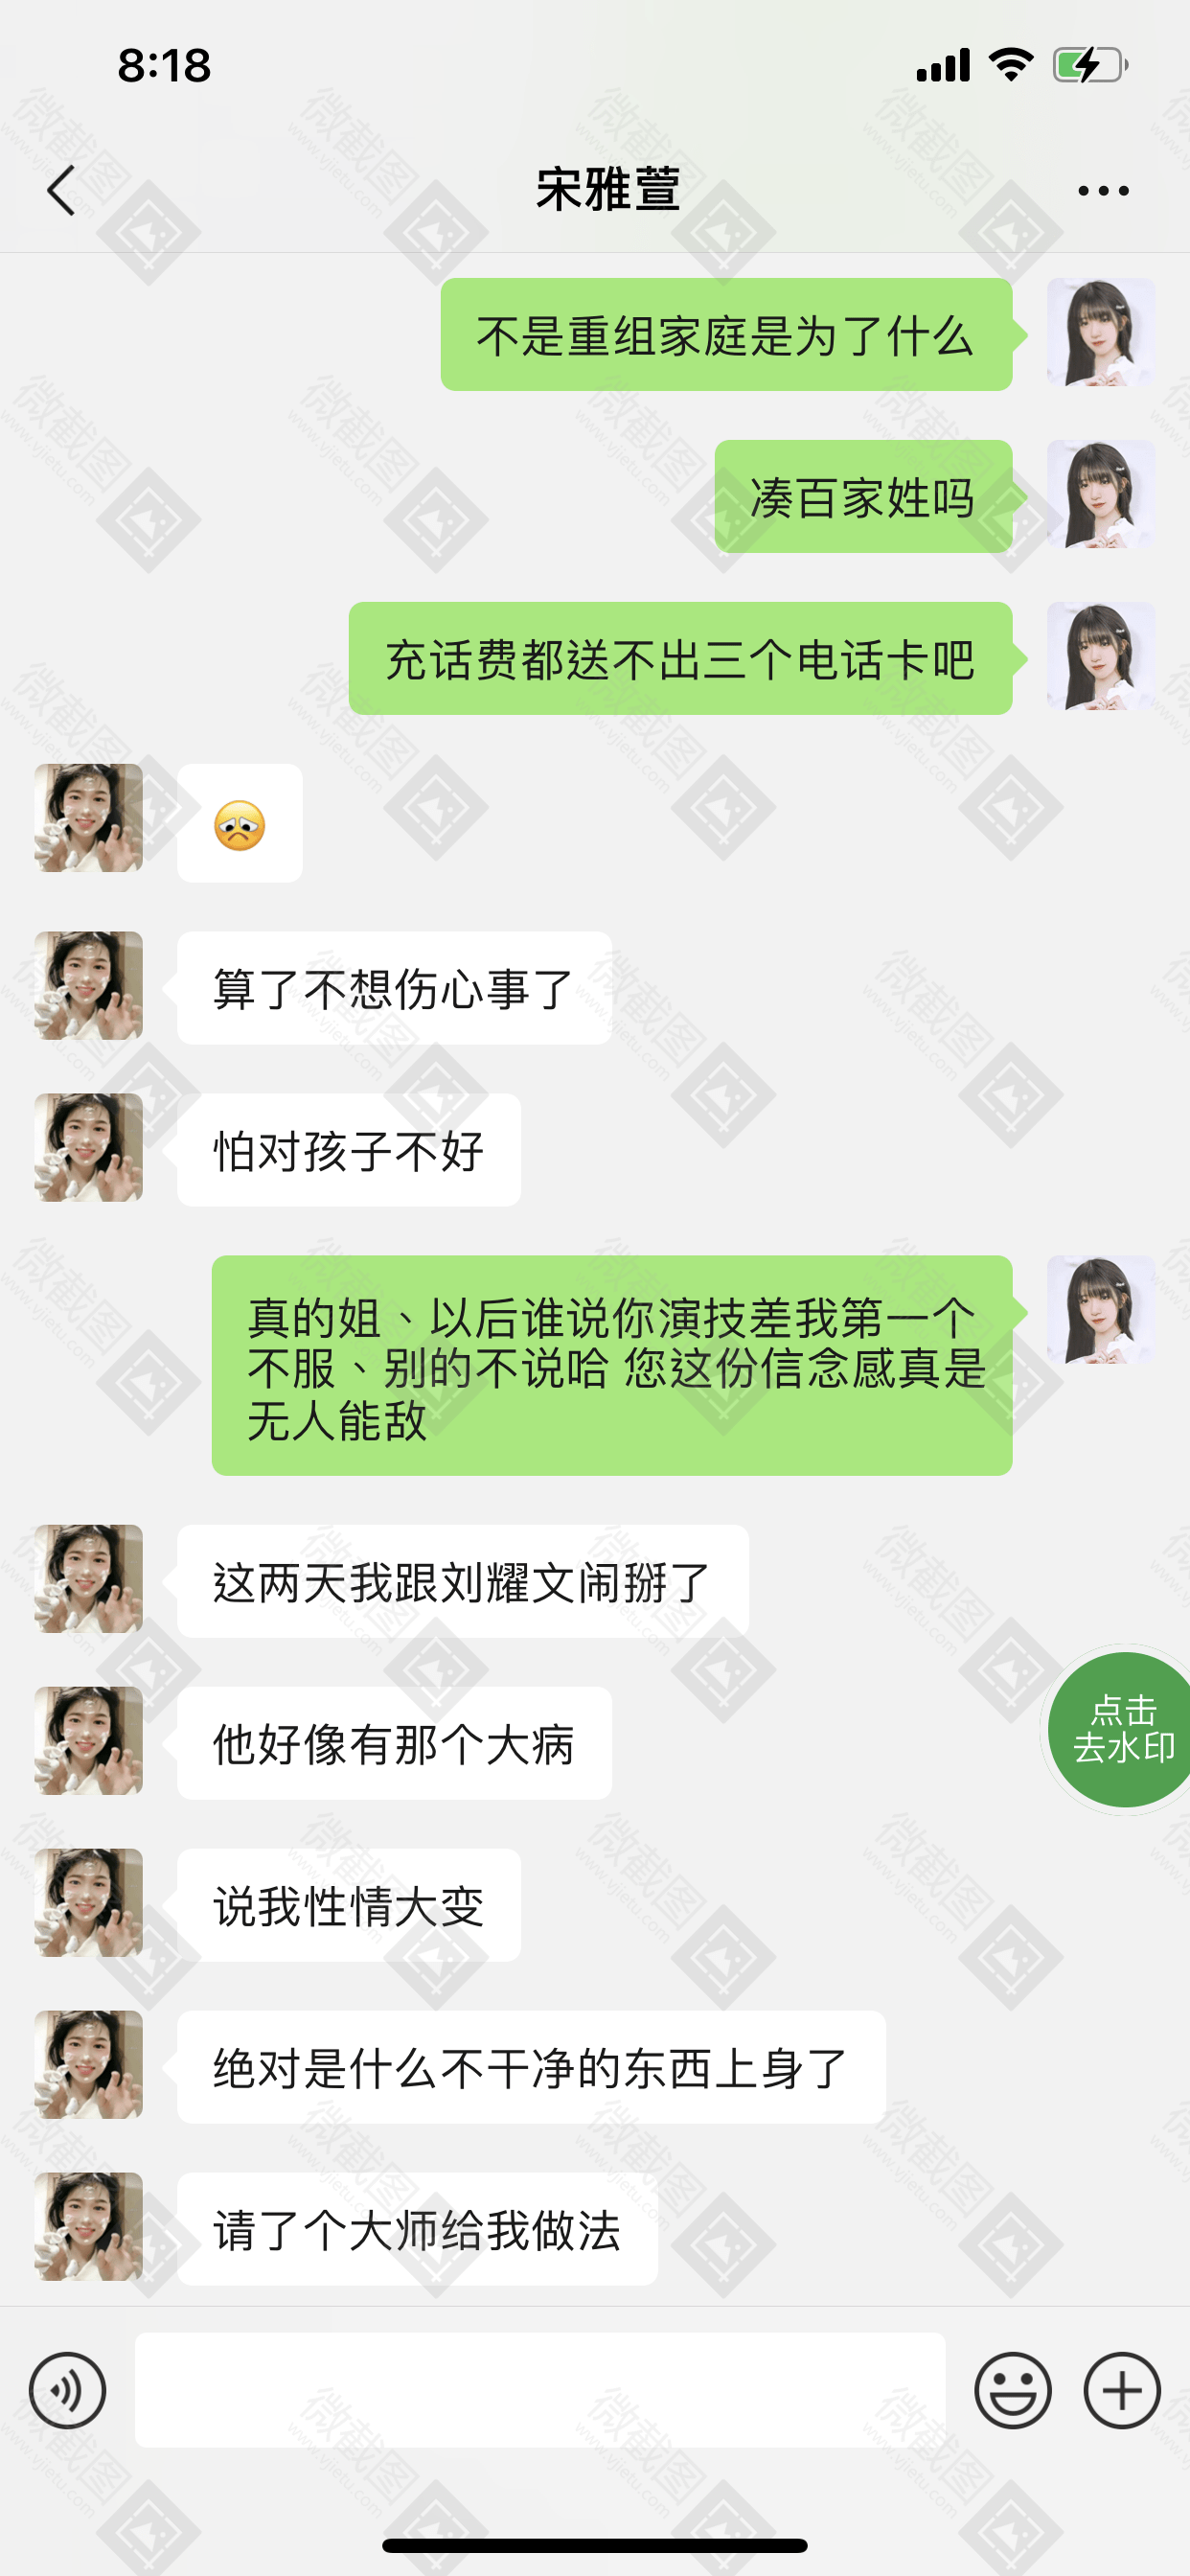 8:18
宋雅萱
不是重组家庭是为了什么
凑百家姓吗
充话费都送不出三个电话卡吧
😞
算了不想伤心事了
怕对孩子不好
真的姐、以后谁说你演技差我第一个
不服、别的不说哈 您这份信念感真是
无人能敌
这两天我跟刘耀文闹掰了
他好像有那个大病
点击
去水印
说我性情大变
绝对是什么不干净的东西上身了
请了个大师给我做法
微截图
www.vjietu.com